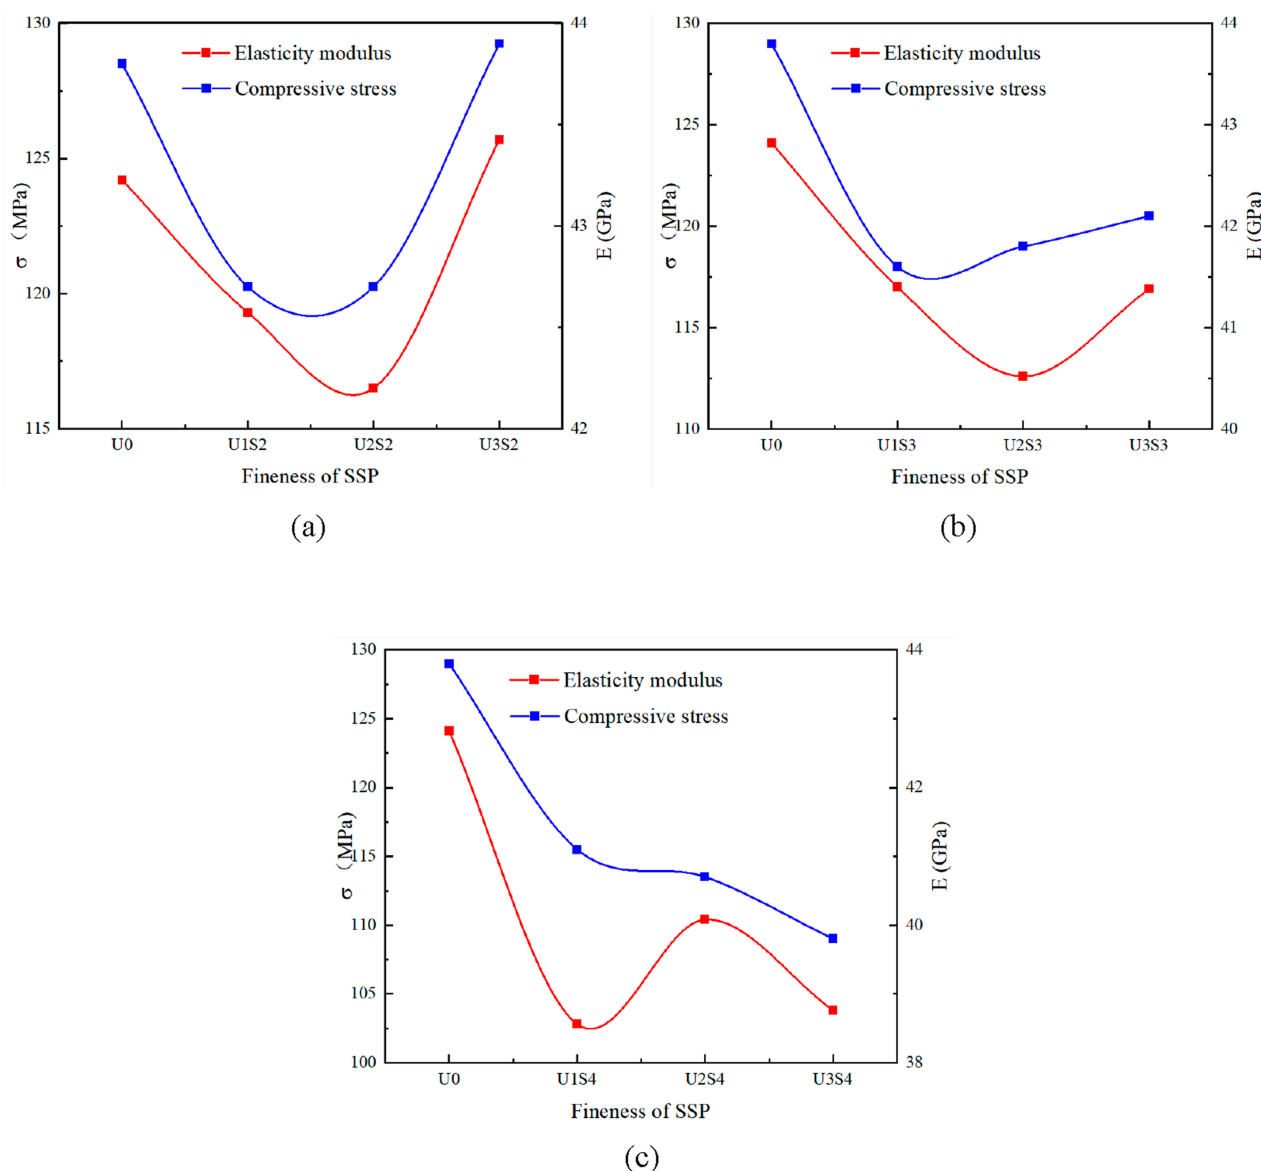 130
125
120
115
σ （MPa)
Elasticity modulus
Compressive stress
44
43
42
E (GPa)
U0 U1S2 U2S2 U3S2
Fineness of SSP
(a)
130
125
120
115
110
σ （MPa)
Elasticity modulus
Compressive stress
44
43
42
41
40
E (GPa)
U0 U1S3 U2S3 U3S3
Fineness of SSP
(b)
130
125
120
115
110
105
100
σ （MPa)
Elasticity modulus
Compressive stress
44
42
40
38
E (GPa)
U0 U1S4 U2S4 U3S4
Fineness of SSP
(c)